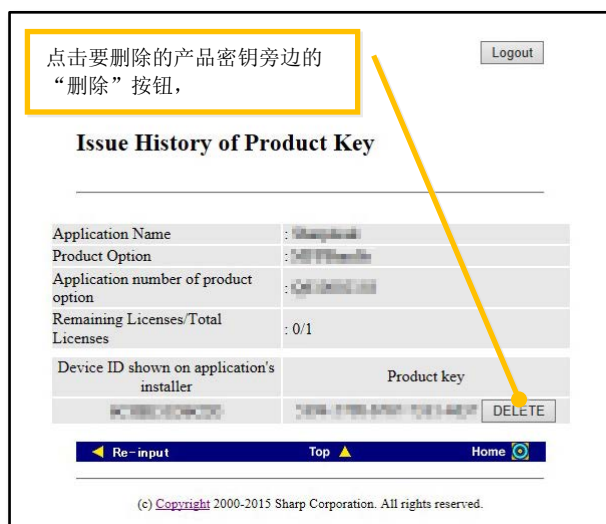 点击要删除的产品密钥旁边的
“删除”按钮，
Logout
Issue History of Product Key
Application Name :
Product Option :
Application number of product
option :
Remaining Licenses/Total
Licenses : 0/1
Device ID shown on application's
installer
Product key
DELETE
Re-input Top Home
(c) Copyright 2000-2015 Sharp Corporation. All rights reserved.